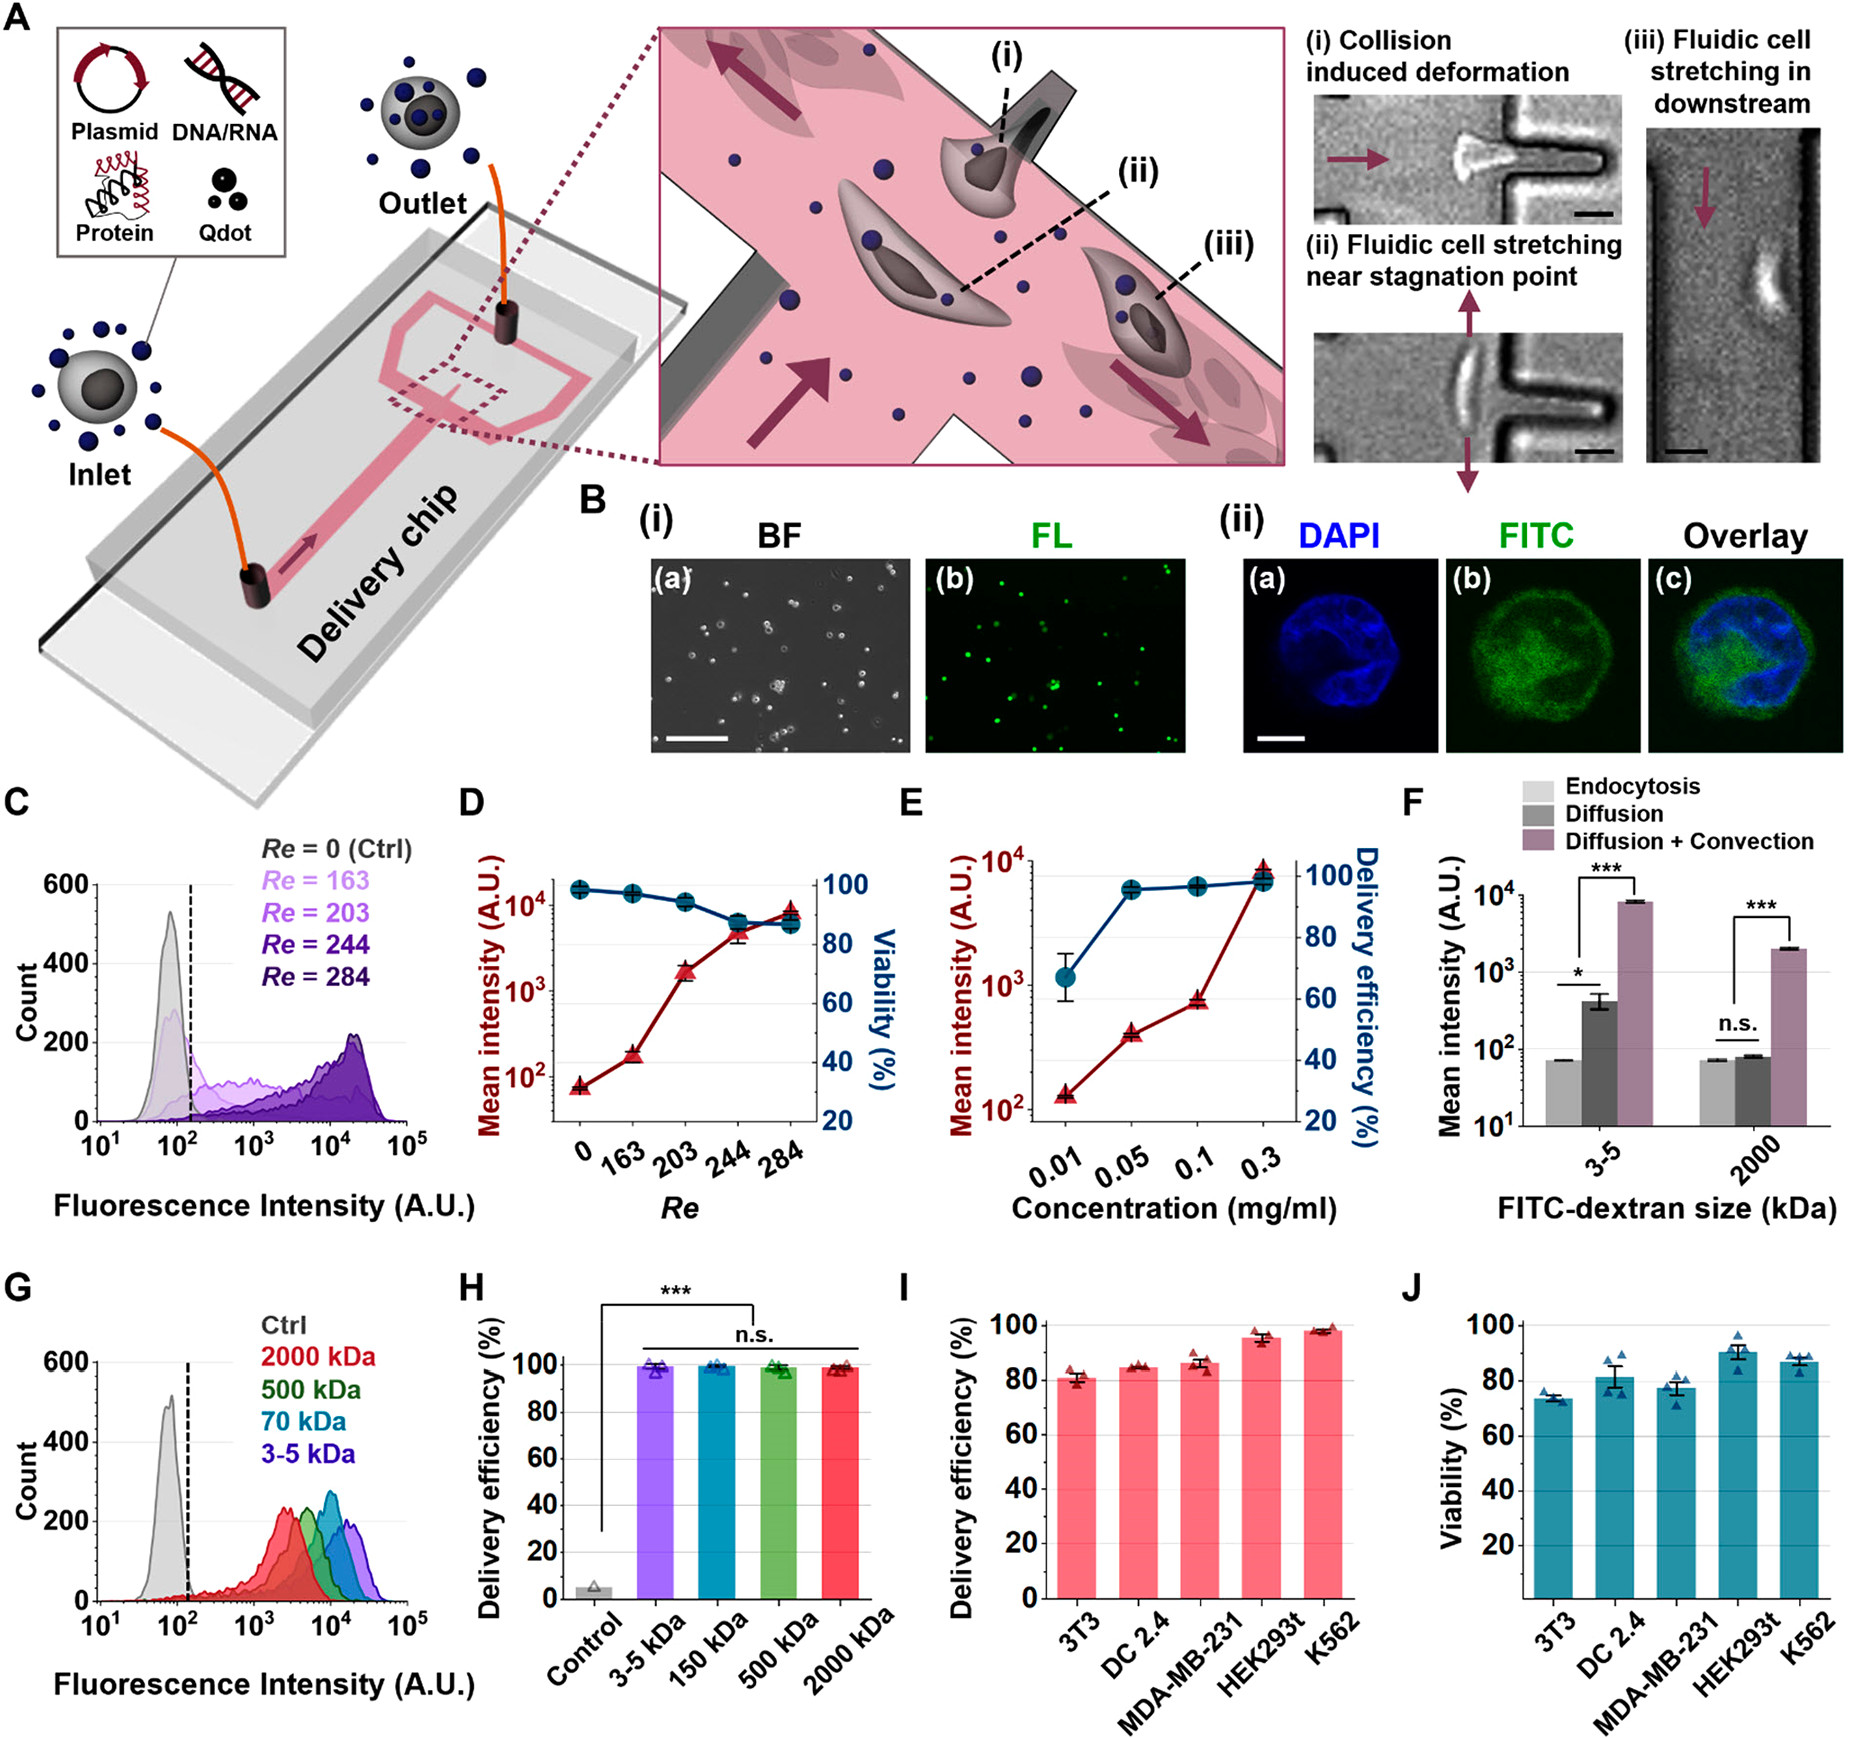 A
Plasmid
DNA/RNA
Protein
Qdot
Outlet
Inlet
Delivery chip
(i)
(ii)
(iii)
(i) Collision
induced deformation
(ii) Fluidic cell stretching
near stagnation point
(iii) Fluidic cell
stretching in
downstream
B
(i)
BF
FL
(a)
(b)
(ii)
DAPI
FITC
Overlay
(a)
(b)
(c)
C
Re = 0 (Ctrl)
Re = 163
Re = 203
Re = 244
Re = 284
Count
600
400
200
0
10¹
10²
10³
10⁴
10⁵
Fluorescence Intensity (A.U.)
D
Mean intensity (A.U.)
10⁴
10³
10²
Viability (%)
100
80
60
40
20
0
163
203
244
284
Re
E
Mean intensity (A.U.)
10⁴
10³
10²
Delivery efficiency (%)
100
80
60
40
20
0.01
0.05
0.1
0.3
Concentration (mg/ml)
F
Endocytosis
Diffusion
Diffusion + Convection
Mean intensity (A.U.)
10⁴
10³
10²
10¹
*
***
n.s.
***
3-5
2000
FITC-dextran size (kDa)
G
Ctrl
2000 kDa
500 kDa
70 kDa
3-5 kDa
Count
600
400
200
0
10¹
10²
10³
10⁴
10⁵
Fluorescence Intensity (A.U.)
H
***
n.s.
Delivery efficiency (%)
100
80
60
40
20
0
Control
3-5 kDa
150 kDa
500 kDa
2000 kDa
I
Delivery efficiency (%)
100
80
60
40
20
0
3T3
DC 2.4
MDA-MB-231
HEK293t
K562
J
Viability (%)
100
80
60
40
20
3T3
DC 2.4
MDA-MB-231
HEK293t
K562